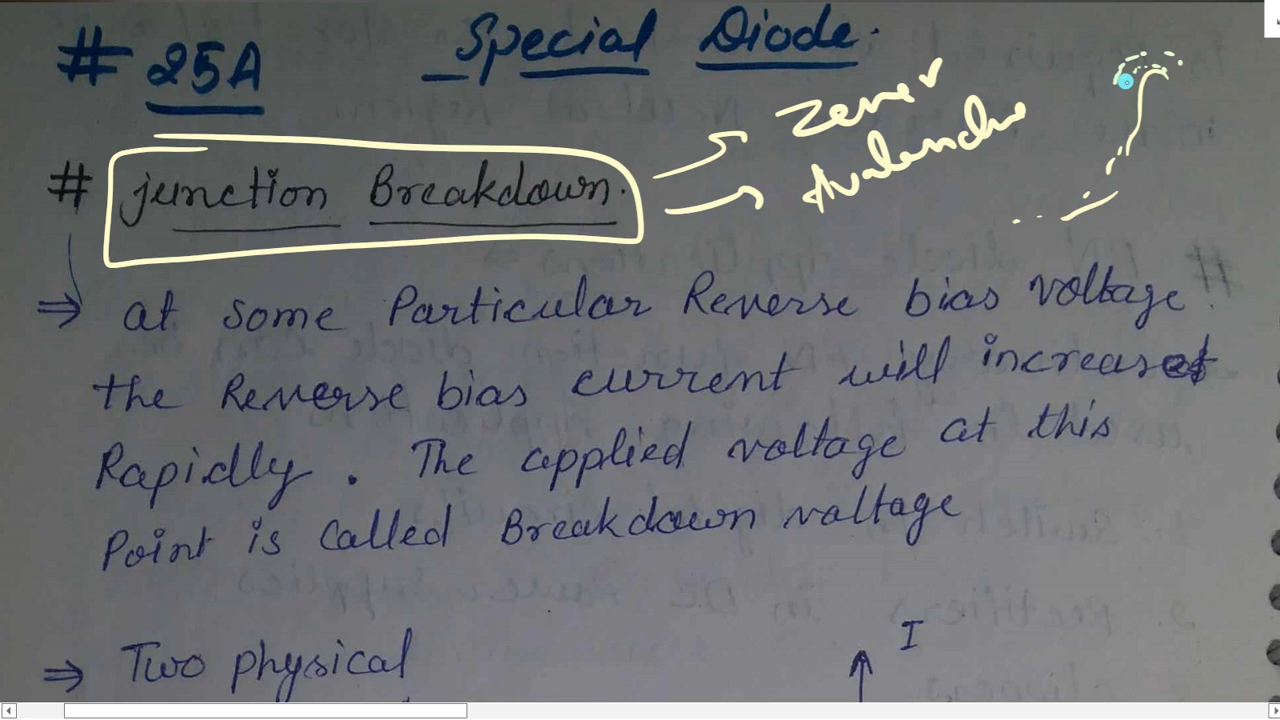 # 25A Special Diode.
# junction Breakdown.
→ Zener
→ Avalanche
⇒ at some Particular Reverse bias voltage
the Reverse bias current will increases
Rapidly. The applied voltage at this
Point is called Breakdown voltage
⇒ Two physical
I